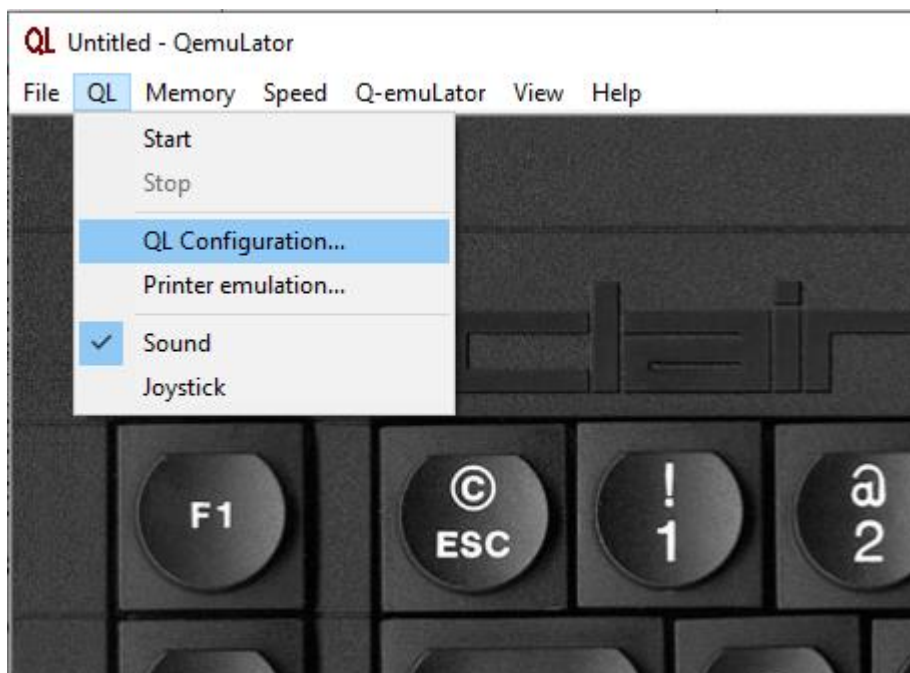 QL Untitled - QemuLator
File QL Memory Speed Q-emuLator View Help
Start
Stop
QL Configuration...
Printer emulation...
Sound
Joystick
clair
F1
©
ESC
!
1
@
2